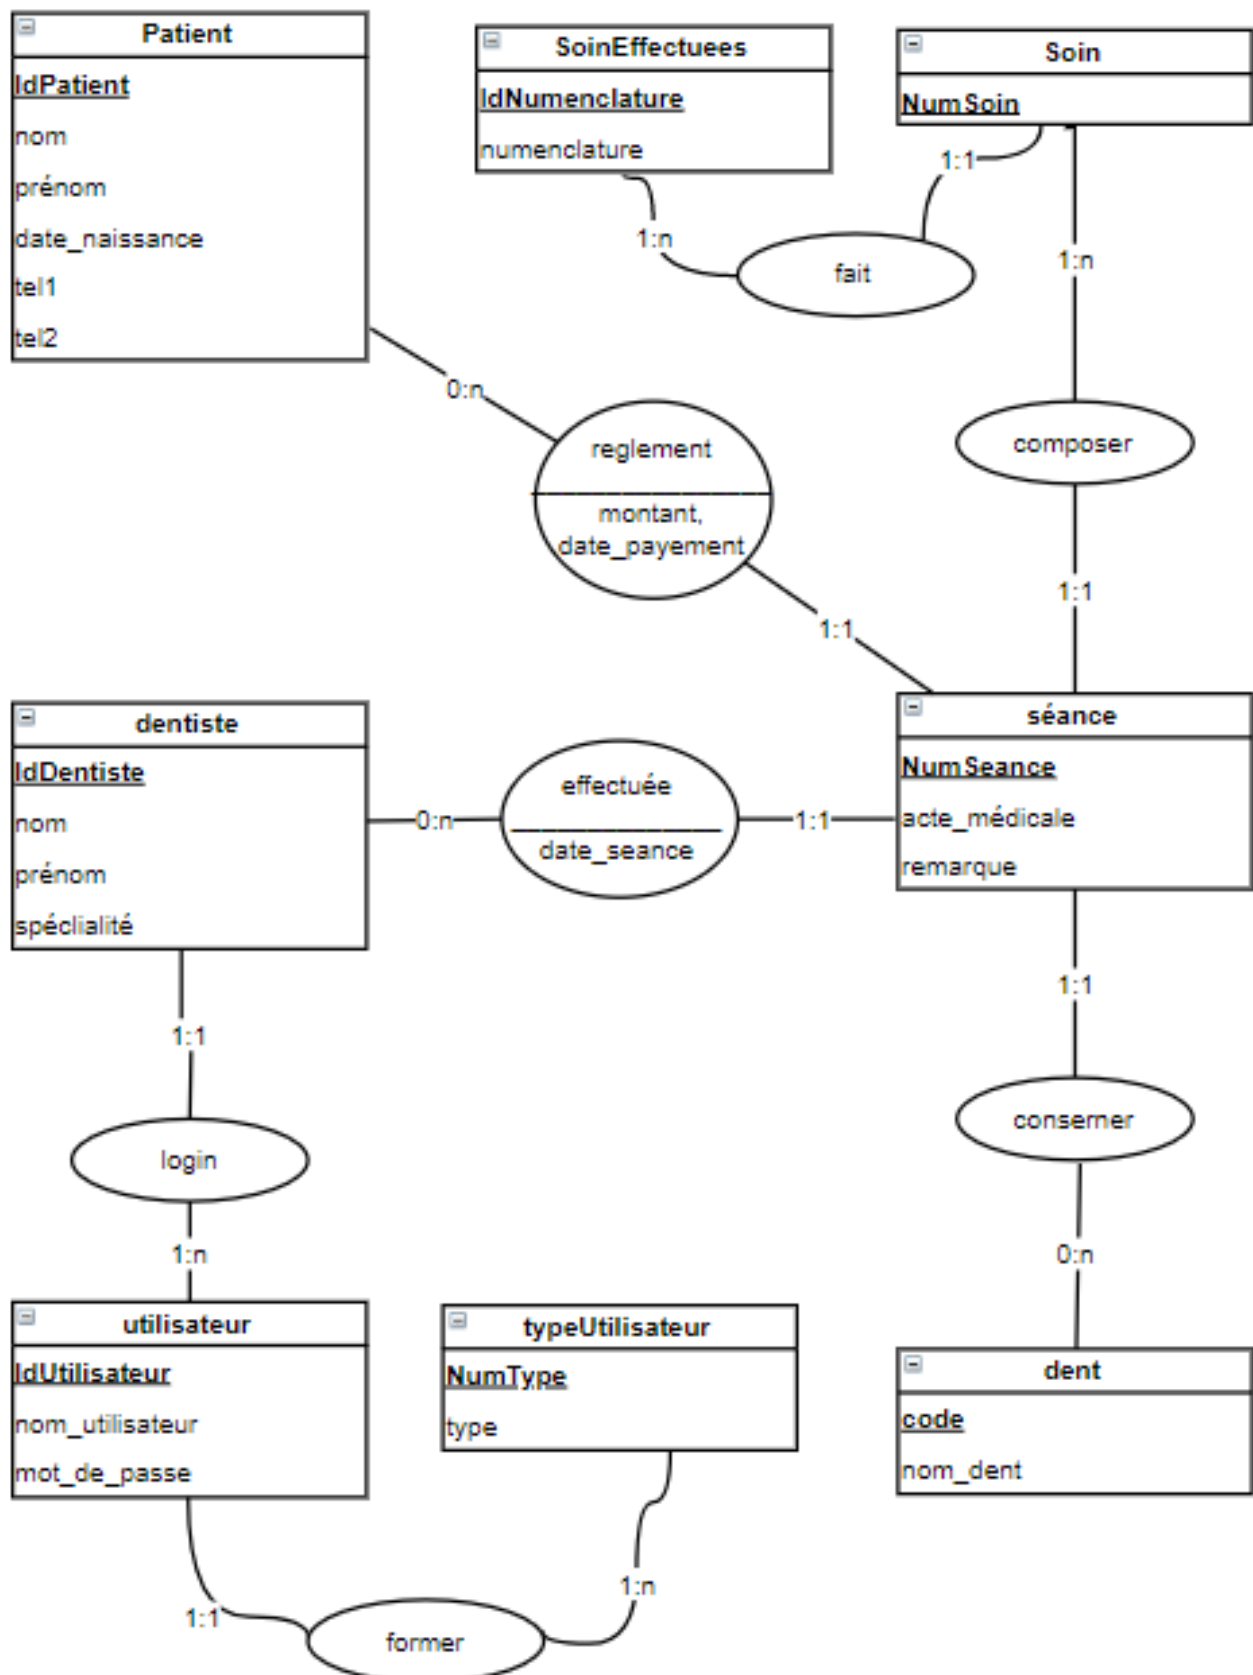 Patient
IdPatient
nom
prénom
date_naissance
tel1
tel2
SoinEffectuees
IdNumenclature
numenclature
Soin
NumSoin
1:1
1:n
fait
1:n
composer
1:1
0:n
reglement
montant,
date_payement
1:1
dentiste
IdDentiste
nom
prénom
spéclialité
0:n
effectuée
date_seance
1:1
séance
NumSeance
acte_médicale
remarque
1:1
login
1:n
1:1
conserner
0:n
utilisateur
IdUtilisateur
nom_utilisateur
mot_de_passe
typeUtilisateur
NumType
type
dent
code
nom_dent
1:1
former
1:n